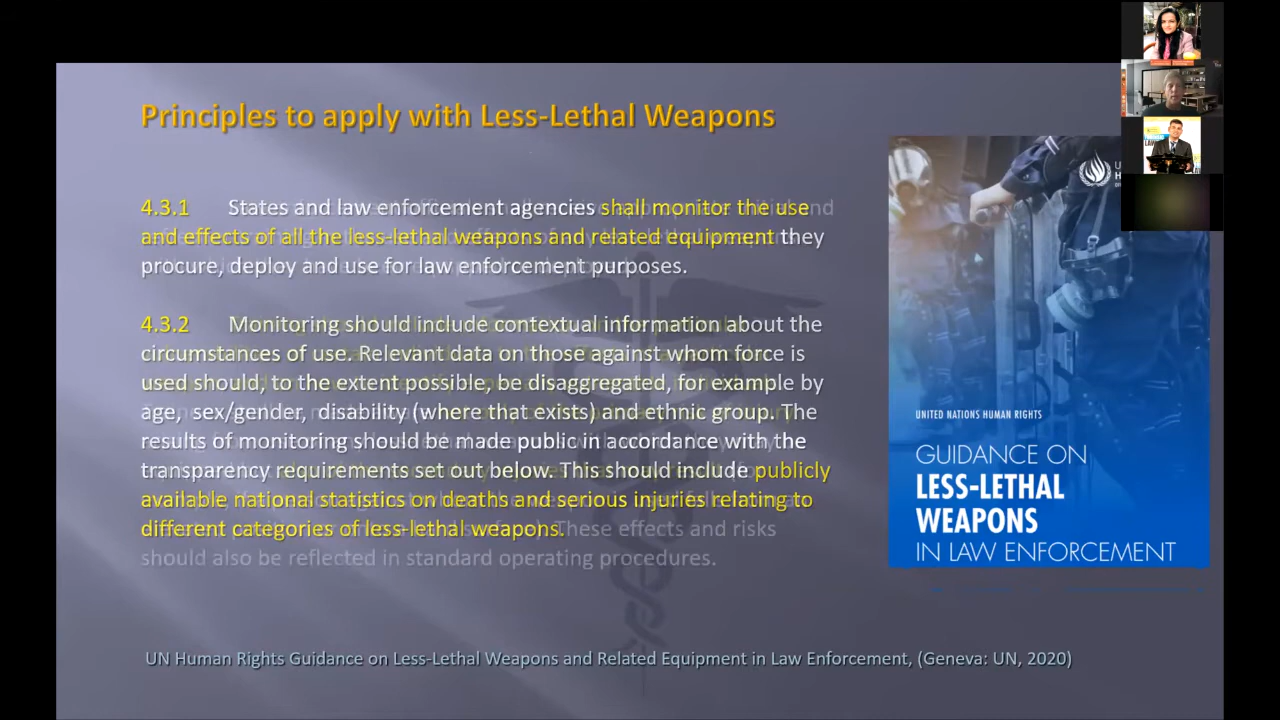 Principles to apply with Less-Lethal Weapons
4.3.1 States and law enforcement agencies shall monitor the use
and effects of all the less-lethal weapons and related equipment they
procure, deploy and use for law enforcement purposes.
4.3.2 Monitoring should include contextual information about the
circumstances of use. Relevant data on those against whom force is
used should, to the extent possible, be disaggregated, for example by
age, sex/gender, disability (where that exits) and ethnic group. The
results of monitoring should be made public in accordance with the
transparency requirements set out below. This should include publicly
available national statistics on deaths and serious injuries relating to
different categories of less-lethal weapons. These effects and risks
should also be reflected in standard operating procedures.
UN Human Rights Guidance on Less-Lethal Weapons and Related Equipment in Law Enforcement, (Geneva: UN, 2020)
UNITED NATIONS HUMAN RIGHTS
GUIDANCE ON
LESS-LETHAL
WEAPONS
IN LAW ENFORCEMENT